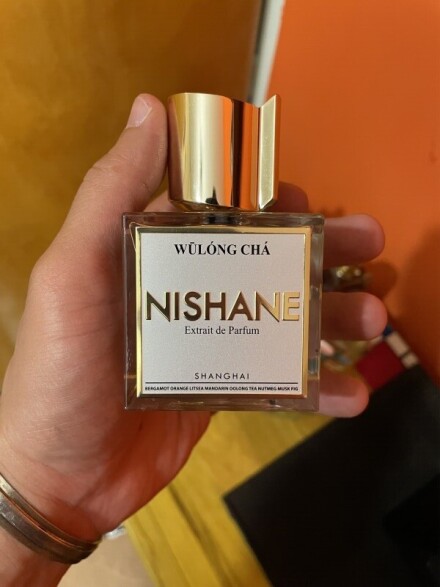 WŪLÓNG CHÁ
NISHANE
Extrait de Parfum
SHANGHAI
BERGAMOT ORANGE LITSEA MANDARIN OOLONG TEA NUTMEG MUSK FIG